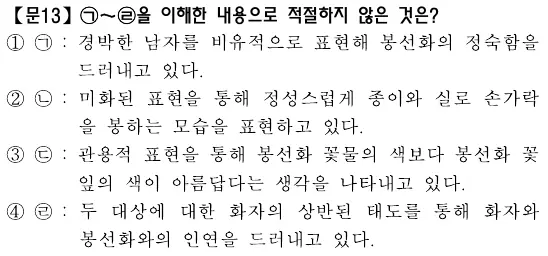 【문13】 ㉠～㉣을 이해한 내용으로 적절하지 않은 것은?
① ㉠ : 경박한 남자를 비유적으로 표현해 봉선화의 정숙함을
드러내고 있다.
② ㉡ : 미화된 표현을 통해 정성스럽게 종이와 실로 손가락
을 봉하는 모습을 표현하고 있다.
③ ㉢ : 관용적 표현을 통해 봉선화 꽃물의 색보다 봉선화 꽃
잎의 색이 아름답다는 생각을 나타내고 있다.
④ ㉣ : 두 대상에 대한 화자의 상반된 태도를 통해 화자와
봉선화와의 인연을 드러내고 있다.